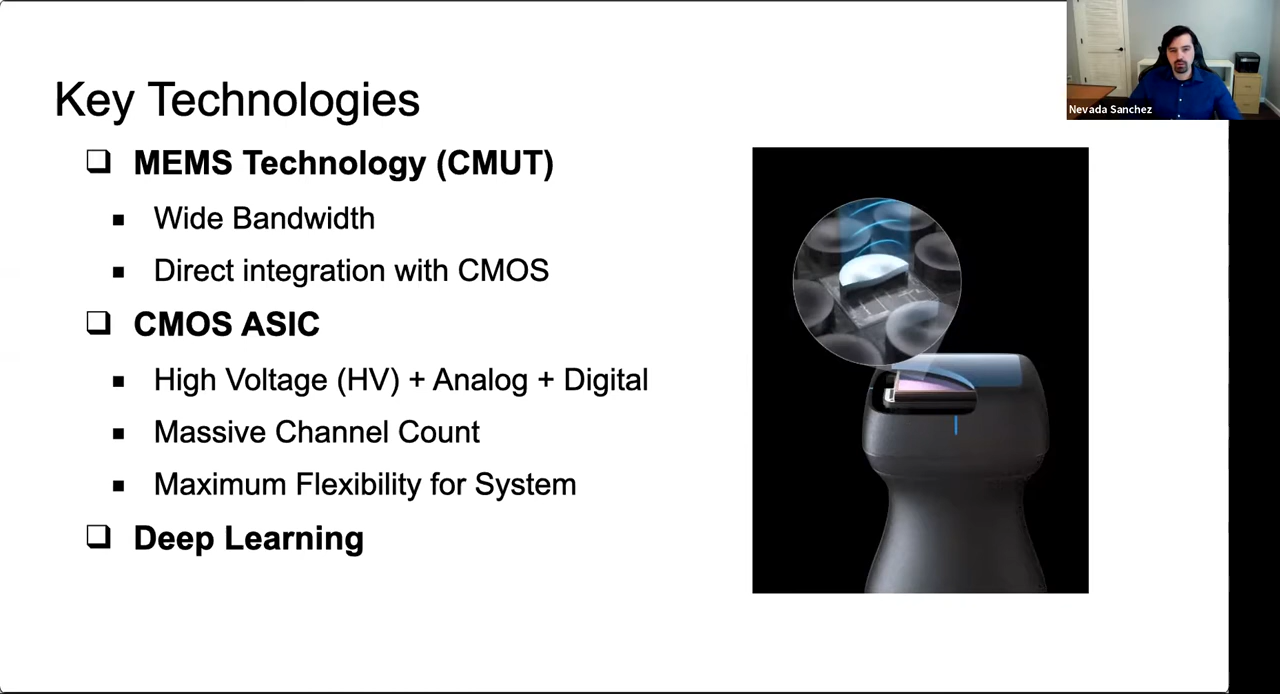 Key Technologies
MEMS Technology (CMUT)
Wide Bandwidth
Direct integration with CMOS
CMOS ASIC
High Voltage (HV) + Analog + Digital
Massive Channel Count
Maximum Flexibility for System
Deep Learning
Nevada Sanchez